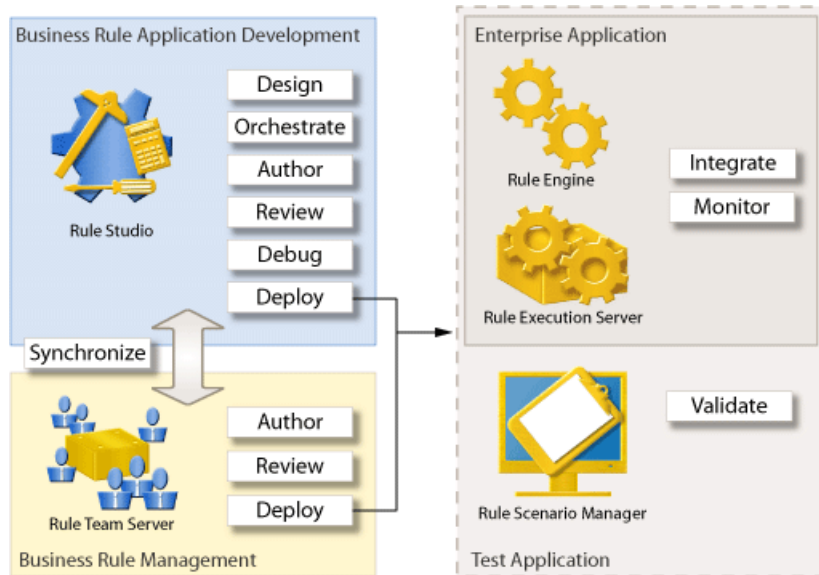 Business Rule Application Development
Design
Orchestrate
Author
Review
Debug
Deploy
Rule Studio
Synchronize
Author
Review
Deploy
Rule Team Server
Business Rule Management
Enterprise Application
Rule Engine
Integrate
Monitor
Rule Execution Server
Validate
Rule Scenario Manager
Test Application